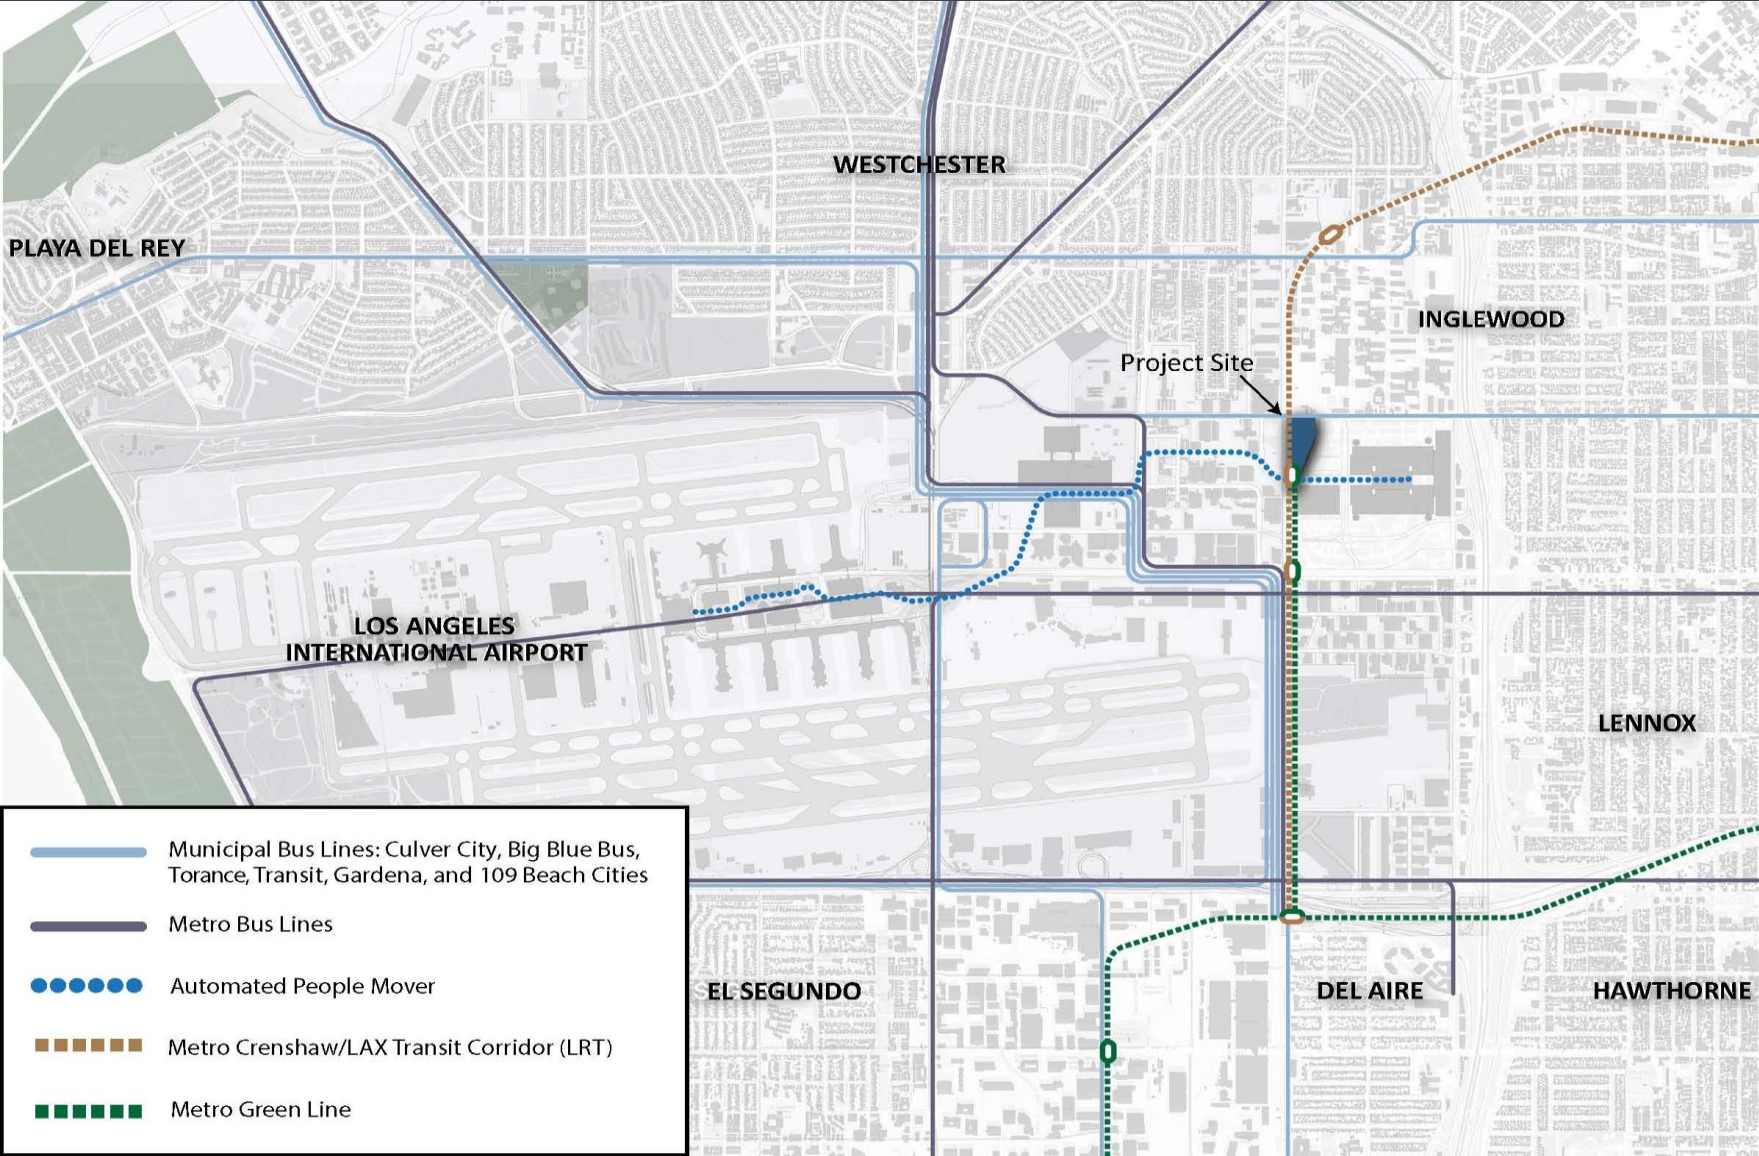 WESTCHESTER
PLAYA DEL REY
INGLEWOOD
Project Site
LOS ANGELES
INTERNATIONAL AIRPORT
LENNOX
Municipal Bus Lines: Culver City, Big Blue Bus,
Torance, Transit, Gardena, and 109 Beach Cities
Metro Bus Lines
Automated People Mover
Metro Crenshaw/LAX Transit Corridor (LRT)
Metro Green Line
EL SEGUNDO
DEL AIRE
HAWTHORNE